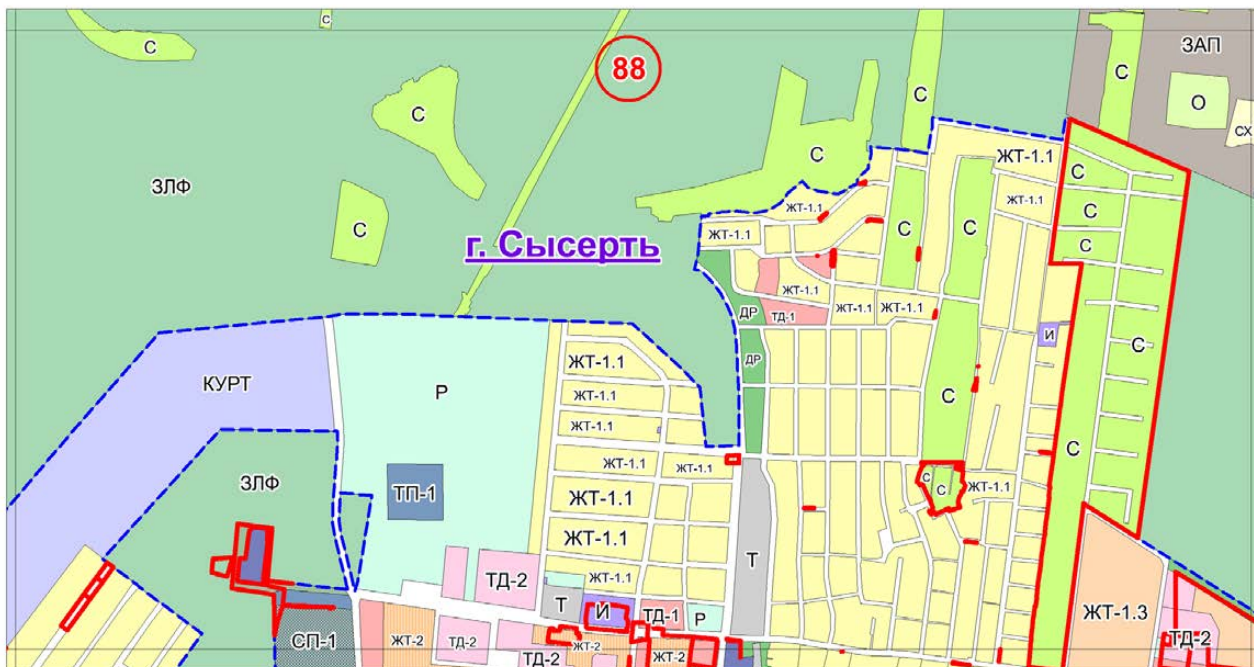 С
С
88
ЗАП
С
О
СХ
С
С
С
ЗЛФ
С
ЖТ-1.1
С
ЖТ-1.1
ЖТ-1.1
С
г. Сысерть
ЖТ-1.1
С
С
С
ЖТ-1.1
ДР
ТД-1
ЖТ-1.1
ЖТ-1.1
И
С
ЖТ-1.1
ДР
КУРТ
Р
ЖТ-1.1
С
ЖТ-1.1
ЖТ-1.1
ЖТ-1.1
С
ЗЛФ
ТП-1
ЖТ-1.1
С
С
ЖТ-1.1
ЖТ-1.1
ЖТ-1.1
Т
ТД-2
ЖТ-1.1
Т
И
ТД-1
Р
ЖТ-1.3
СП-1
ЖТ-2
ТД-2
ЖТ-2
ТД-2
ЖТ-2
ТД-2